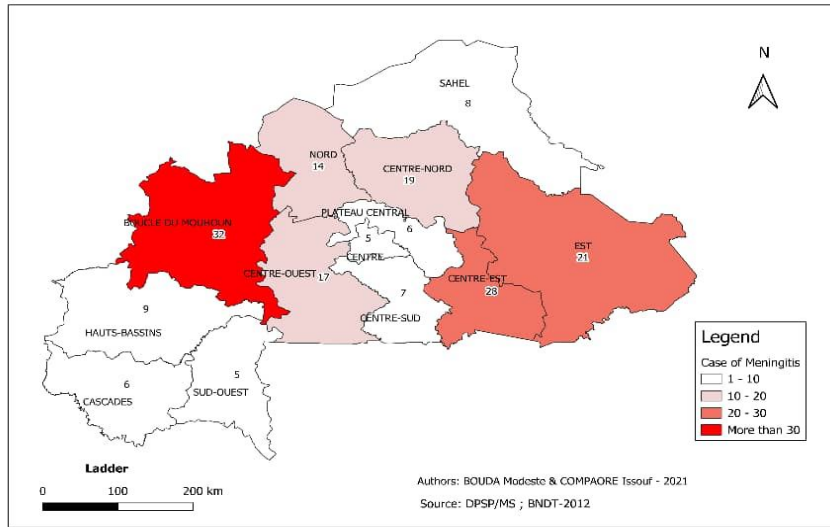 N
SAHEL
8
NORD
14
CENTRE-NORD
19
BOUCLE DU MOUHOUN
32
PLATEAU CENTRAL
6
5
CENTRE
EST
21
CENTRE-OUEST
17
CENTRE-EST
28
7
CENTRE-SUD
9
HAUTS-BASSINS
6
CASCADES
5
SUD-OUEST
Legend
Case of Meningitis
1 - 10
10 - 20
20 - 30
More than 30
Ladder
0 100 200 km
Authors: BOUDA Modeste & COMPAORE Issouf - 2021
Source: DPSP/MS ; BNDT-2012